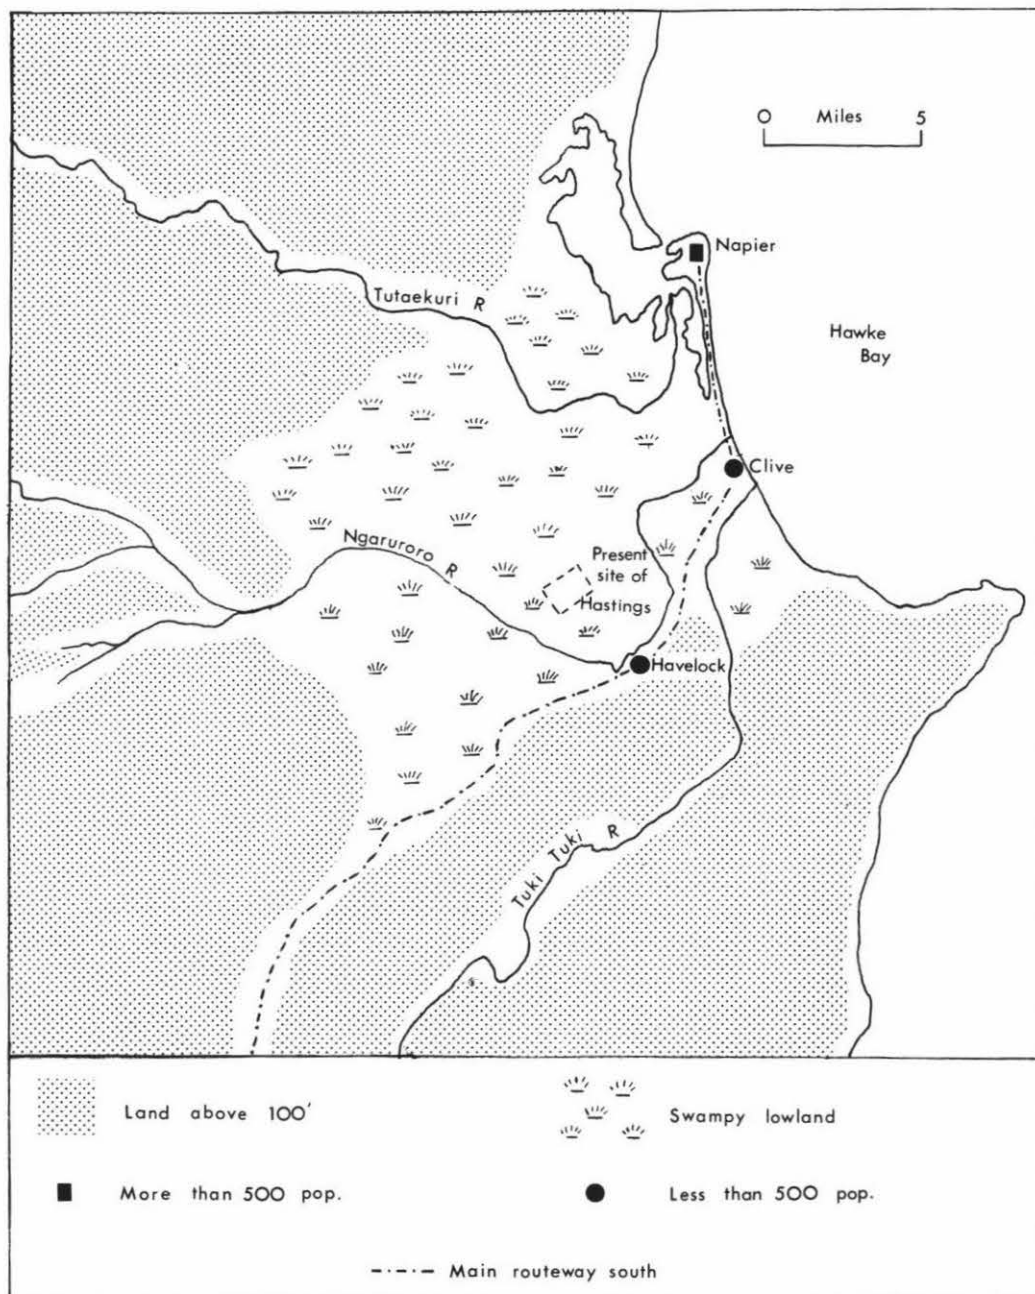 O Miles 5
Napier
Tutaekuri R
Hawke
Bay
Clive
Ngaruroro R
Present
site of
Hastings
Havelock
Tuki Tuki R
Land above 100'
Swampy lowland
More than 500 pop.
Less than 500 pop.
Main routeway south